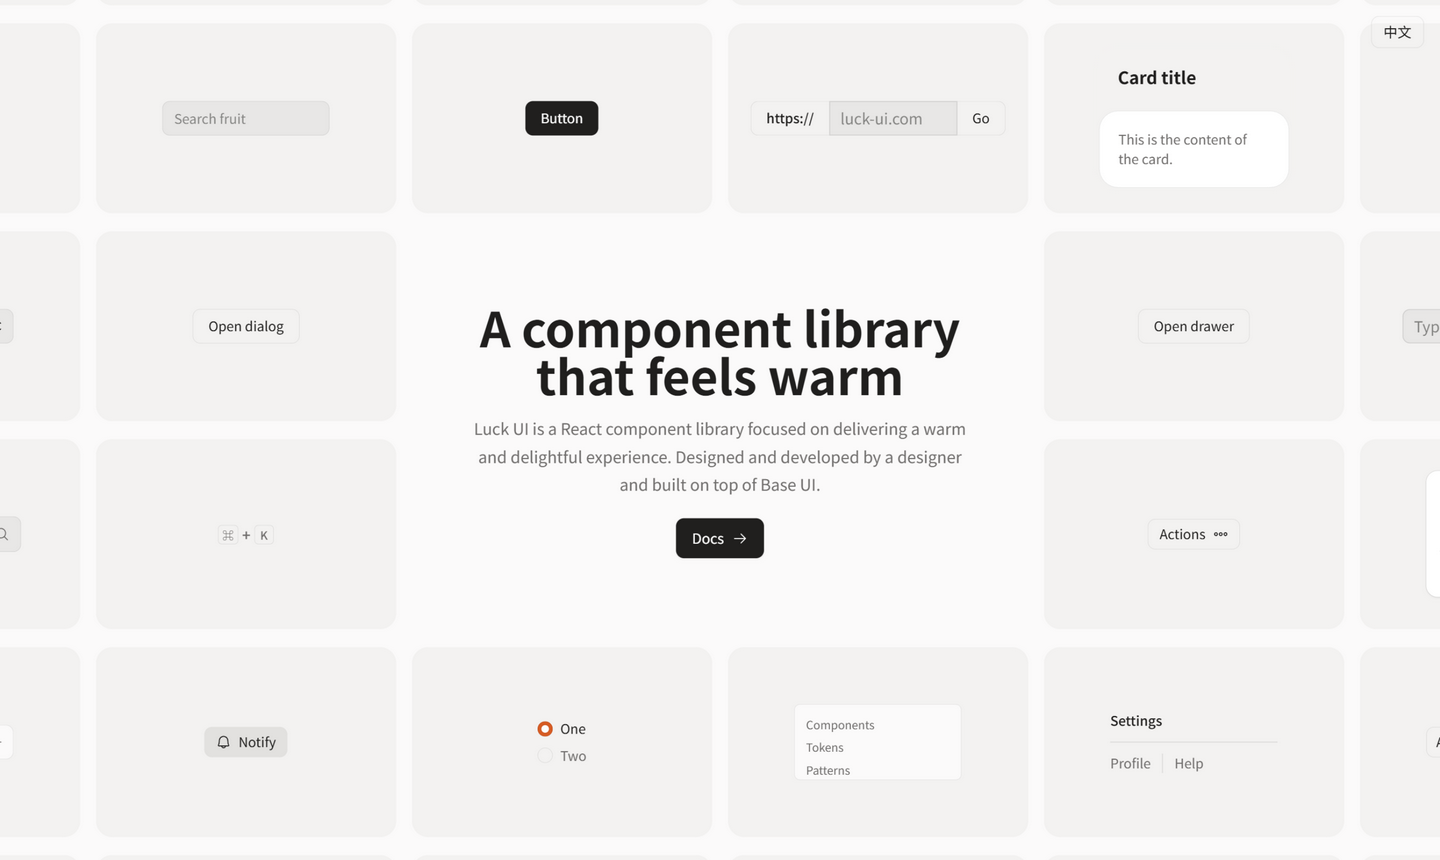 中文
Search fruit
Button
https://
luck-ui.com
Go
Card title
This is the content of
the card.
Open dialog
A component library
that feels warm
Luck UI is a React component library focused on delivering a warm
and delightful experience. Designed and developed by a designer
and built on top of Base UI.
Docs
Open drawer
Typ
⌘ + K
Actions
Notify
One
Two
Components
Tokens
Patterns
Settings
Profile
Help